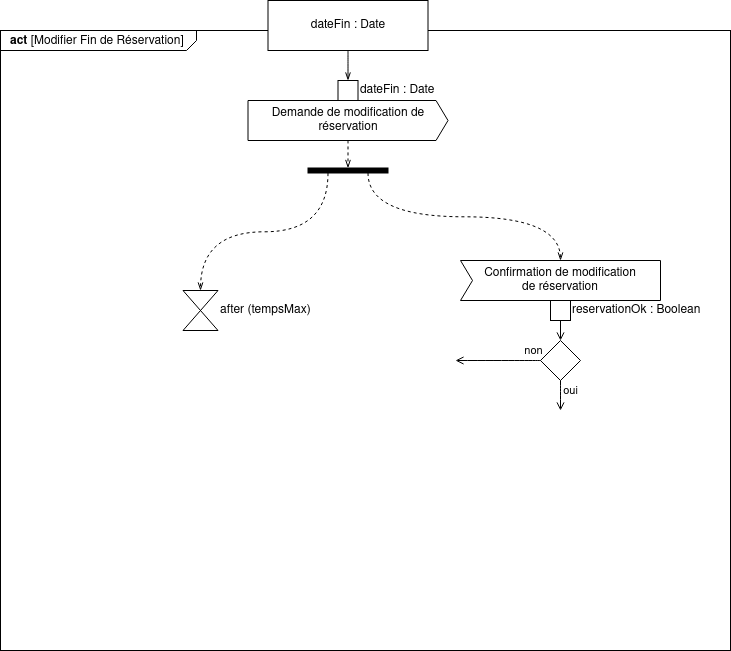 dateFin : Date
act [Modifier Fin de Réservation]
dateFin : Date
Demande de modification de
réservation
Confirmation de modification
de réservation
after (tempsMax)
reservationOk : Boolean
non
oui